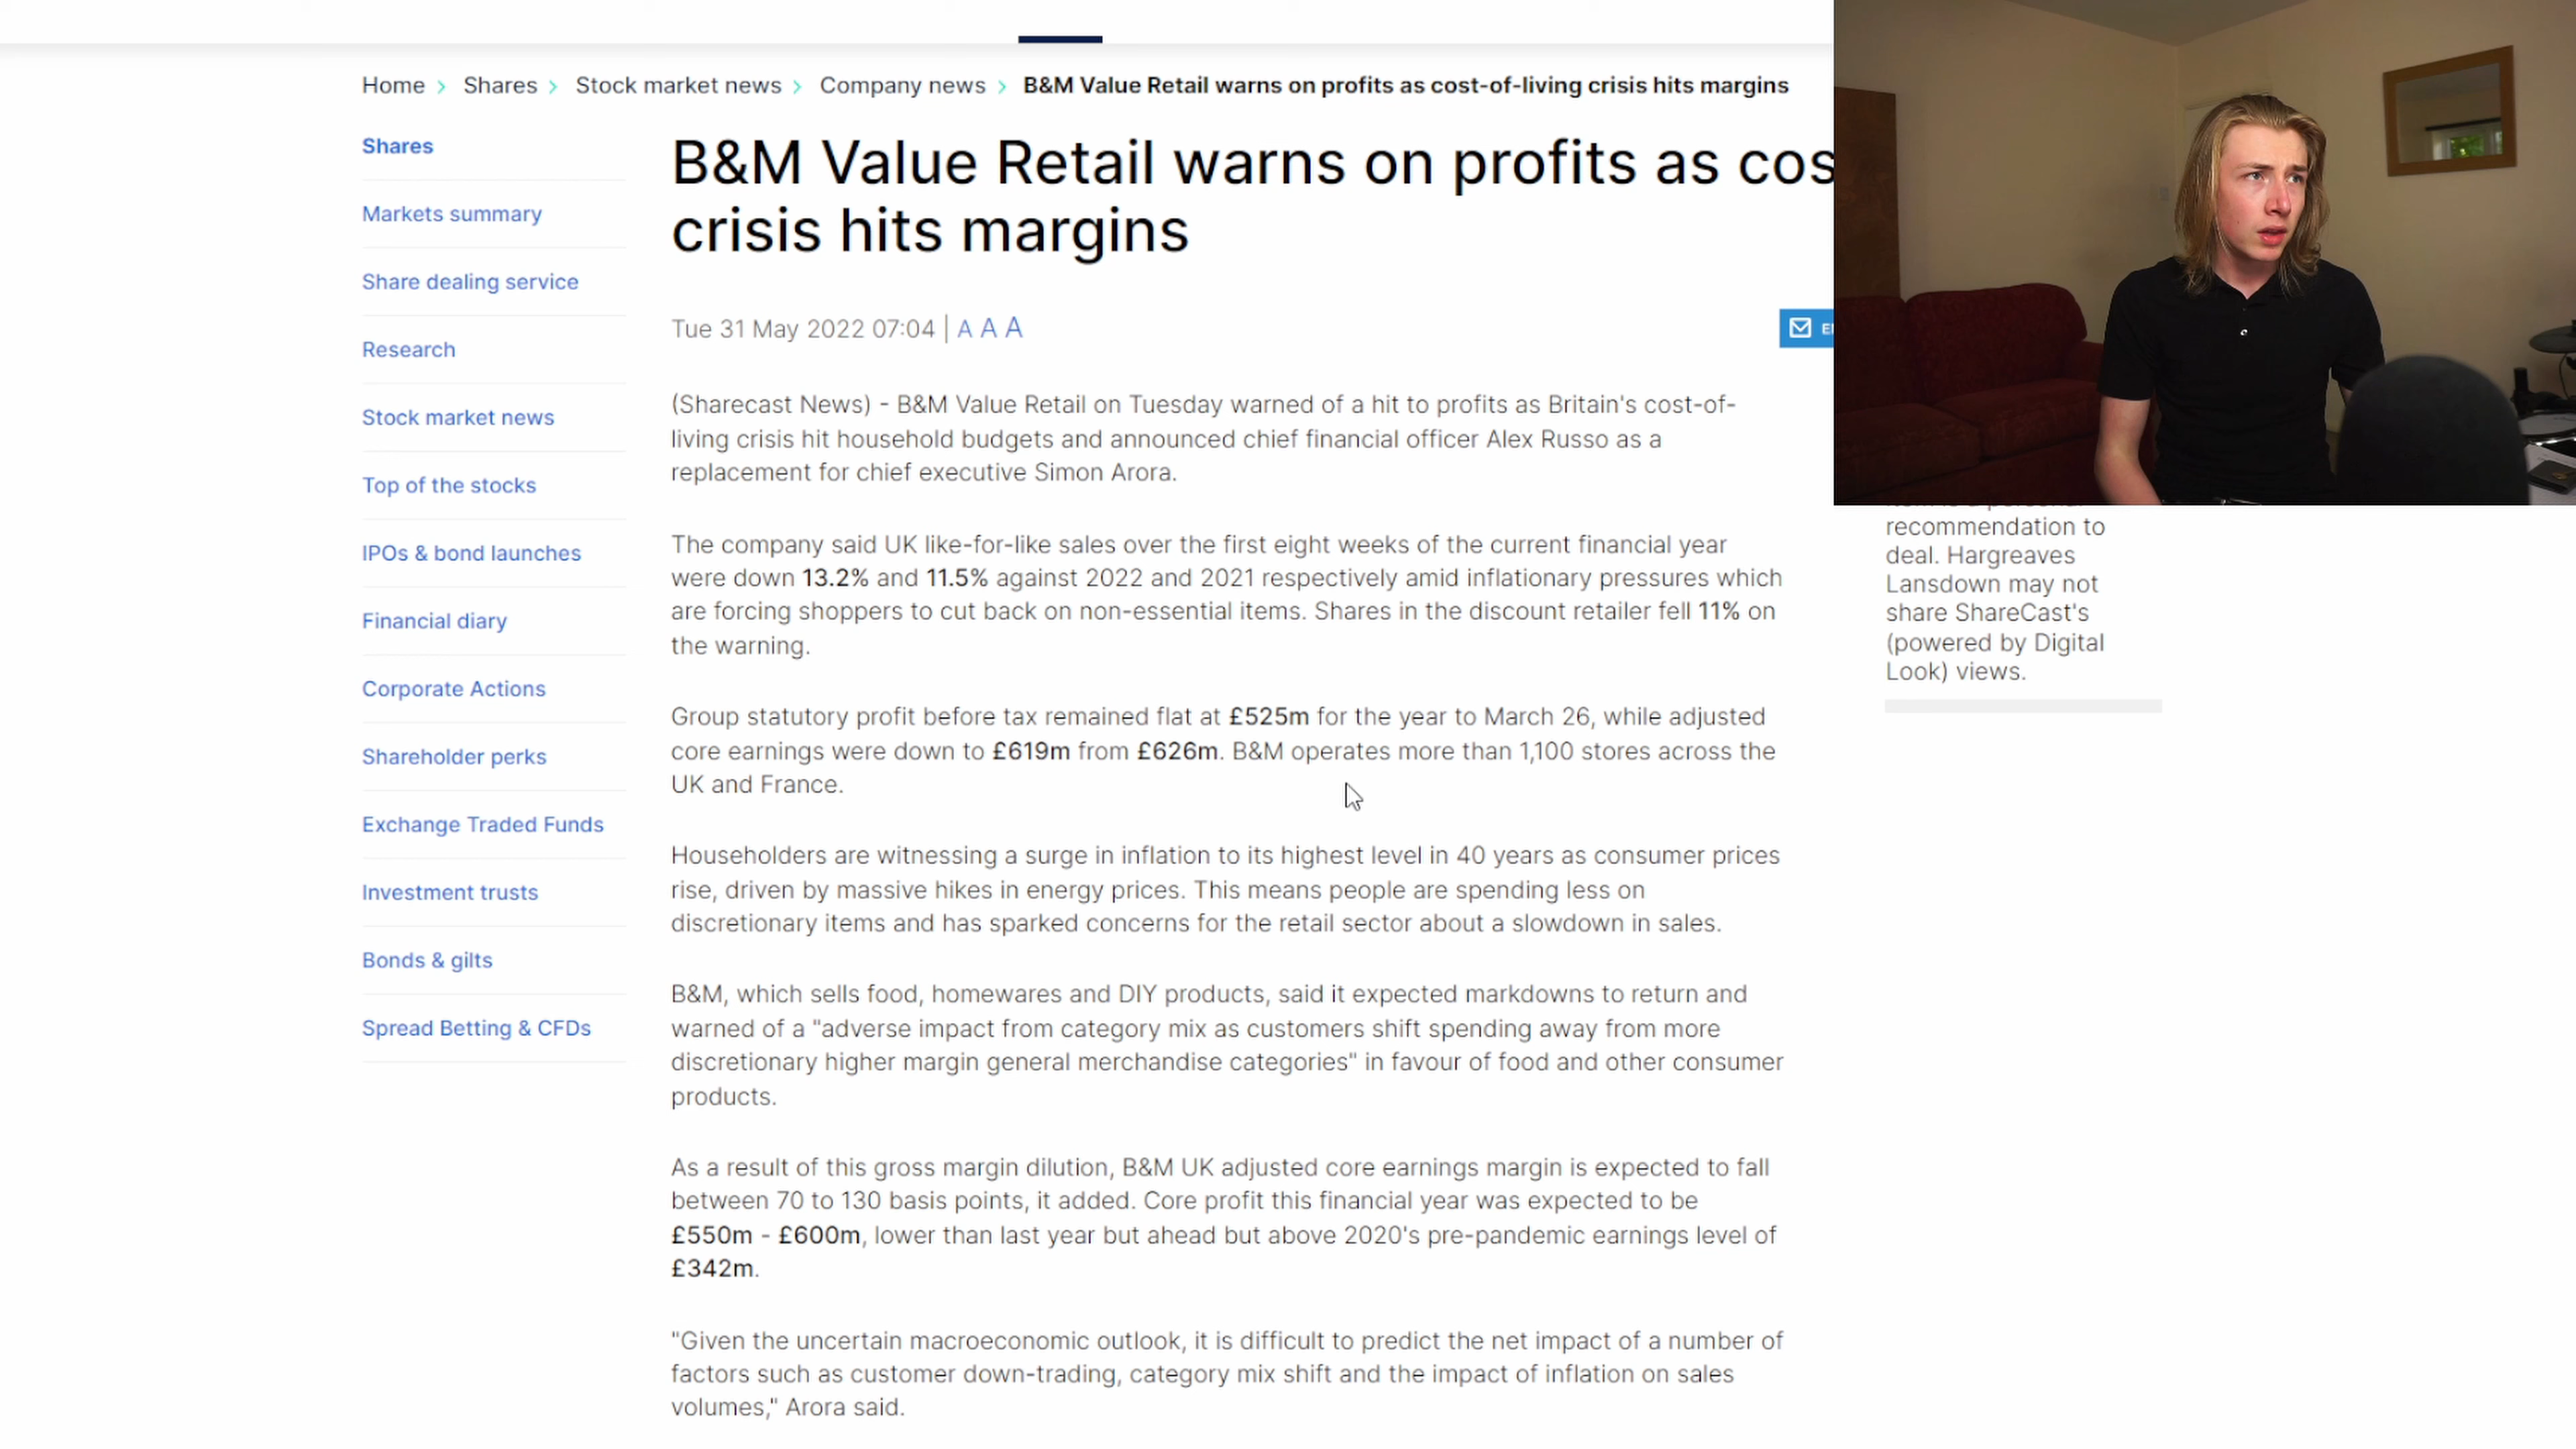 Home > Shares > Stock market news > Company news > B&M Value Retail warns on profits as cost-of-living crisis hits margins
Shares
Markets summary
Share dealing service
Research
Stock market news
Top of the stocks
IPOs & bond launches
Financial diary
Corporate Actions
Shareholder perks
Exchange Traded Funds
Investment trusts
Bonds & gilts
Spread Betting & CFDs
B&M Value Retail warns on profits as cos
crisis hits margins
Tue 31 May 2022 07:04 | A A A
(Sharecast News) - B&M Value Retail on Tuesday warned of a hit to profits as Britain's cost-of-
living crisis hit household budgets and announced chief financial officer Alex Russo as a
replacement for chief executive Simon Arora.
The company said UK like-for-like sales over the first eight weeks of the current financial year
were down 13.2% and 11.5% against 2022 and 2021 respectively amid inflationary pressures which
are forcing shoppers to cut back on non-essential items. Shares in the discount retailer fell 11% on
the warning.
Group statutory profit before tax remained flat at £525m for the year to March 26, while adjusted
core earnings were down to £619m from £626m. B&M operates more than 1,100 stores across the
UK and France.
Householders are witnessing a surge in inflation to its highest level in 40 years as consumer prices
rise, driven by massive hikes in energy prices. This means people are spending less on
discretionary items and has sparked concerns for the retail sector about a slowdown in sales.
B&M, which sells food, homewares and DIY products, said it expected markdowns to return and
warned of a "adverse impact from category mix as customers shift spending away from more
discretionary higher margin general merchandise categories" in favour of food and other consumer
products.
As a result of this gross margin dilution, B&M UK adjusted core earnings margin is expected to fall
between 70 to 130 basis points, it added. Core profit this financial year was expected to be
£550m - £600m, lower than last year but ahead but above 2020's pre-pandemic earnings level of
£342m.
"Given the uncertain macroeconomic outlook, it is difficult to predict the net impact of a number of
factors such as customer down-trading, category mix shift and the impact of inflation on sales
volumes," Arora said.
recommendation to
deal. Hargreaves
Lansdown may not
share ShareCast's
(powered by Digital
Look) views.